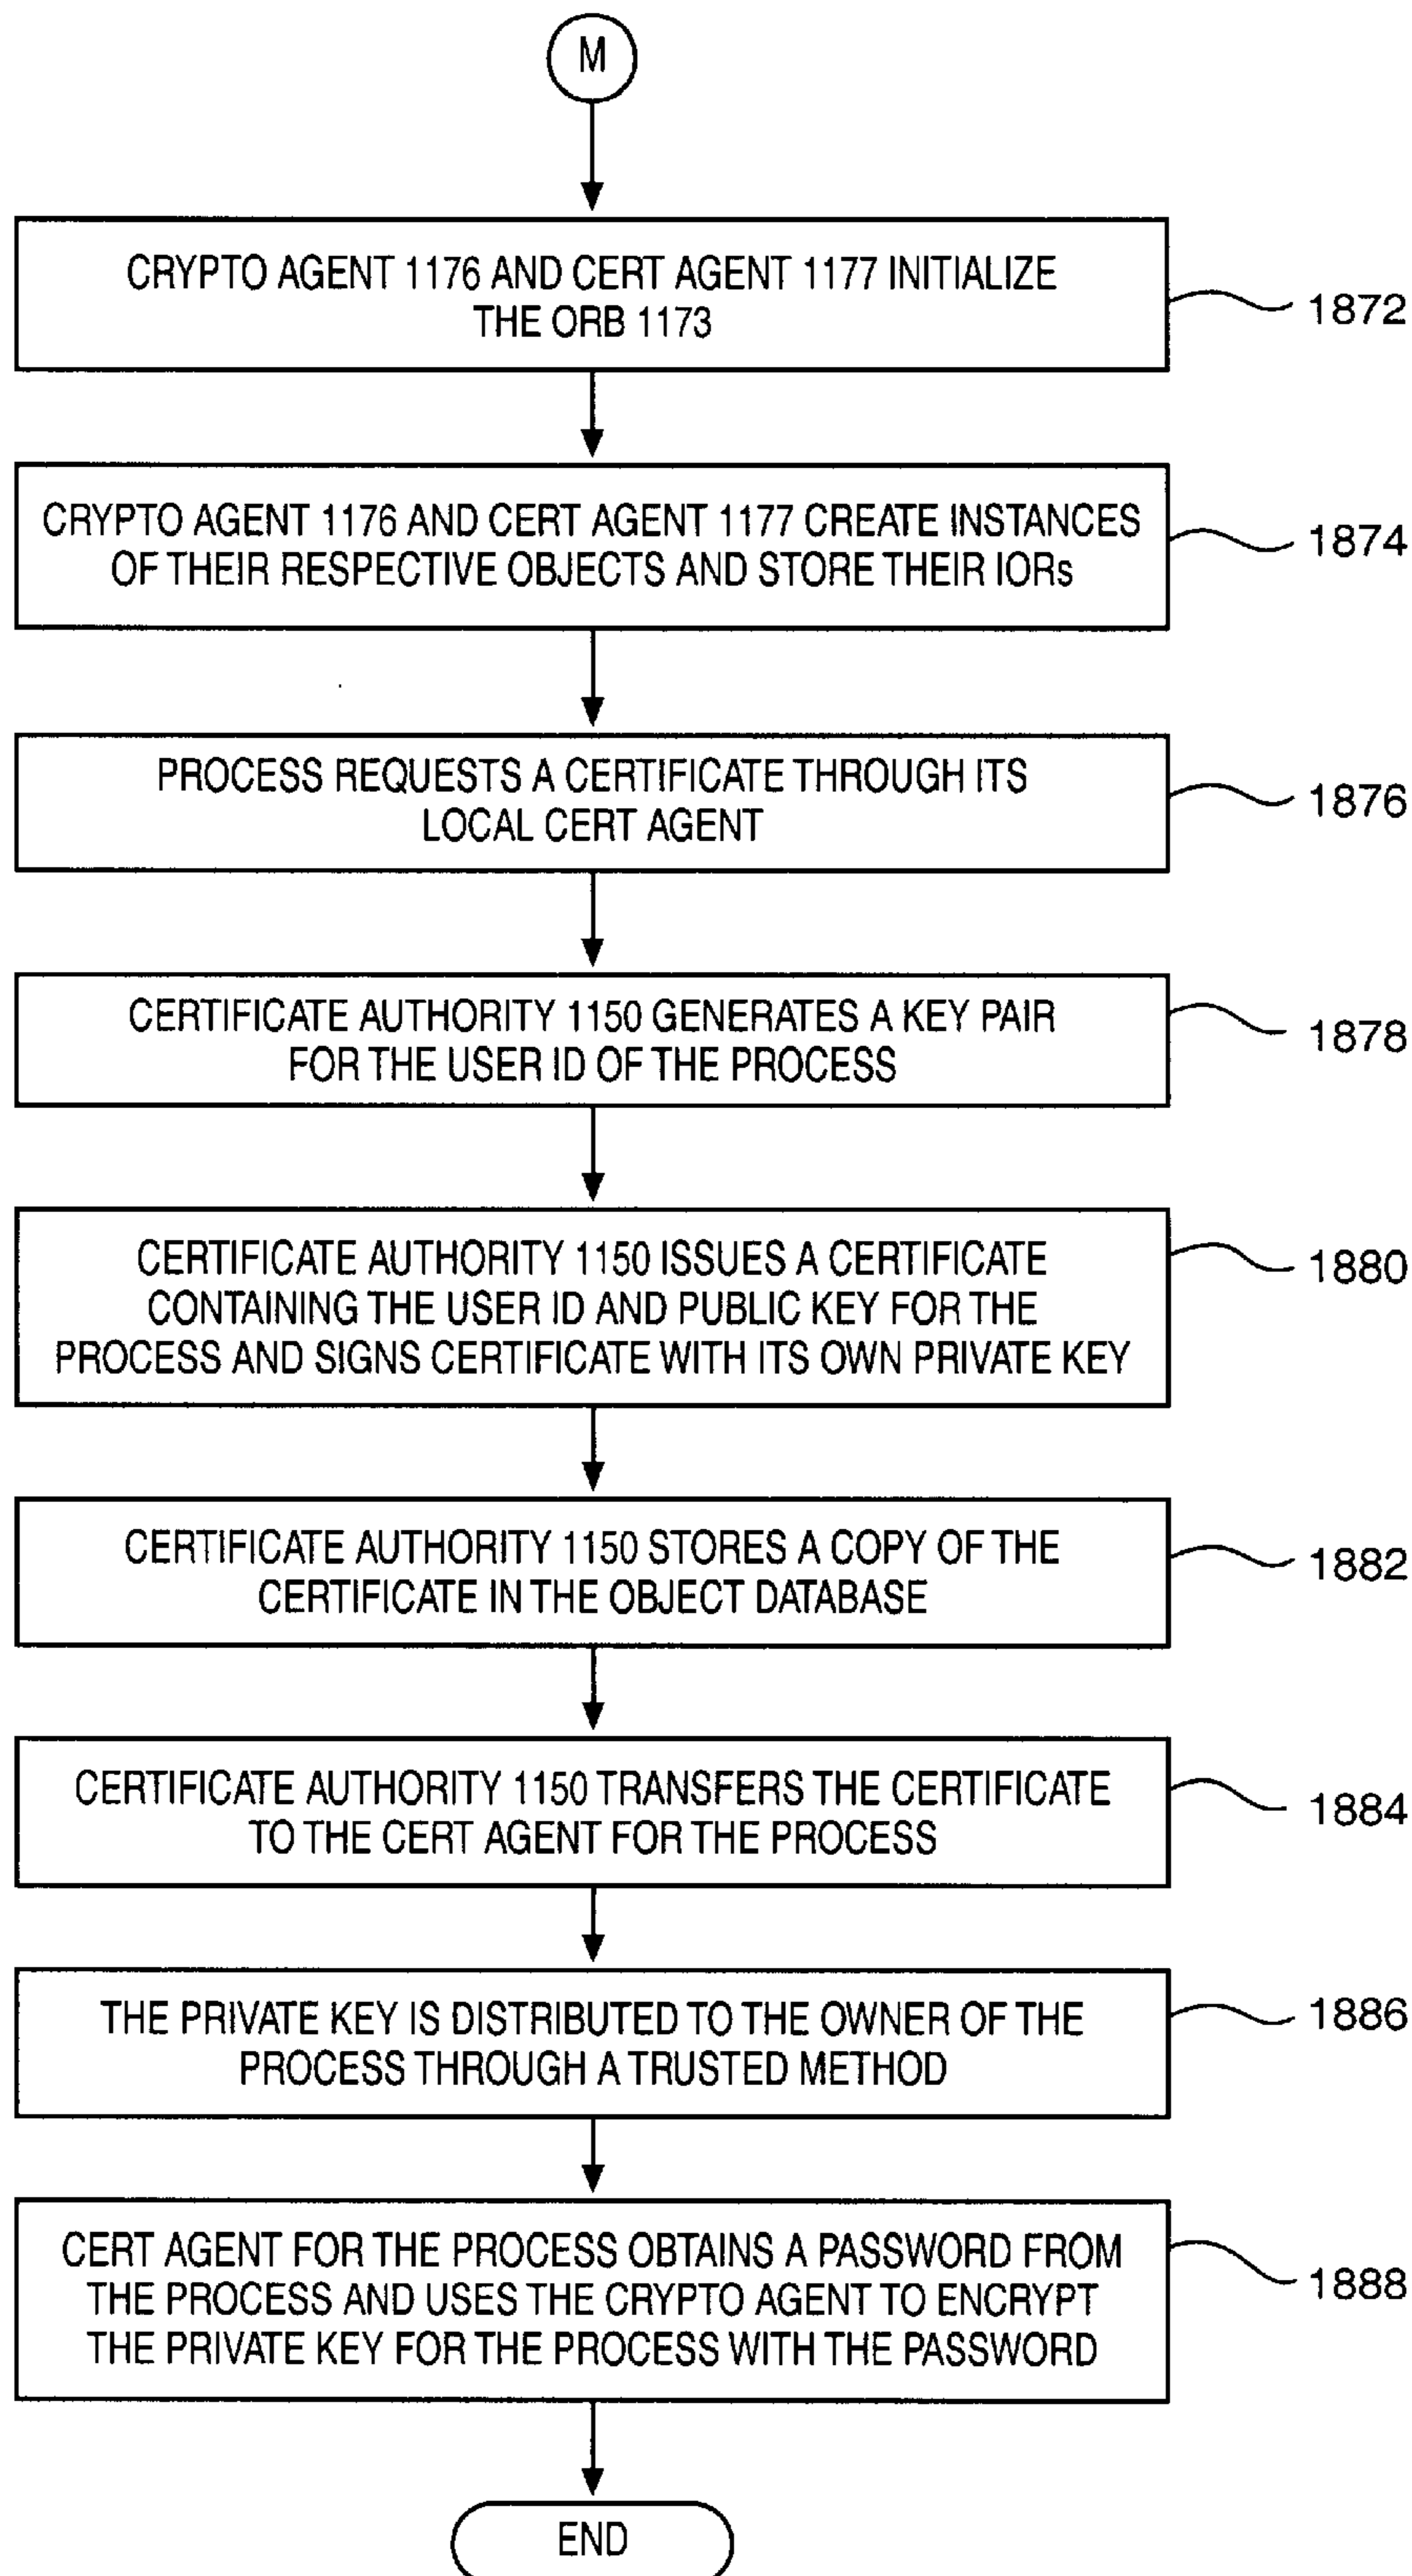 M
CRYPTO AGENT 1176 AND CERT AGENT 1177 INITIALIZE
THE ORB 1173
1872
CRYPTO AGENT 1176 AND CERT AGENT 1177 CREATE INSTANCES
OF THEIR RESPECTIVE OBJECTS AND STORE THEIR IORs
1874
PROCESS REQUESTS A CERTIFICATE THROUGH ITS
LOCAL CERT AGENT
1876
CERTIFICATE AUTHORITY 1150 GENERATES A KEY PAIR
FOR THE USER ID OF THE PROCESS
1878
CERTIFICATE AUTHORITY 1150 ISSUES A CERTIFICATE
CONTAINING THE USER ID AND PUBLIC KEY FOR THE
PROCESS AND SIGNS CERTIFICATE WITH ITS OWN PRIVATE KEY
1880
CERTIFICATE AUTHORITY 1150 STORES A COPY OF THE
CERTIFICATE IN THE OBJECT DATABASE
1882
CERTIFICATE AUTHORITY 1150 TRANSFERS THE CERTIFICATE
TO THE CERT AGENT FOR THE PROCESS
1884
THE PRIVATE KEY IS DISTRIBUTED TO THE OWNER OF THE
PROCESS THROUGH A TRUSTED METHOD
1886
CERT AGENT FOR THE PROCESS OBTAINS A PASSWORD FROM
THE PROCESS AND USES THE CRYPTO AGENT TO ENCRYPT
THE PRIVATE KEY FOR THE PROCESS WITH THE PASSWORD
1888
END